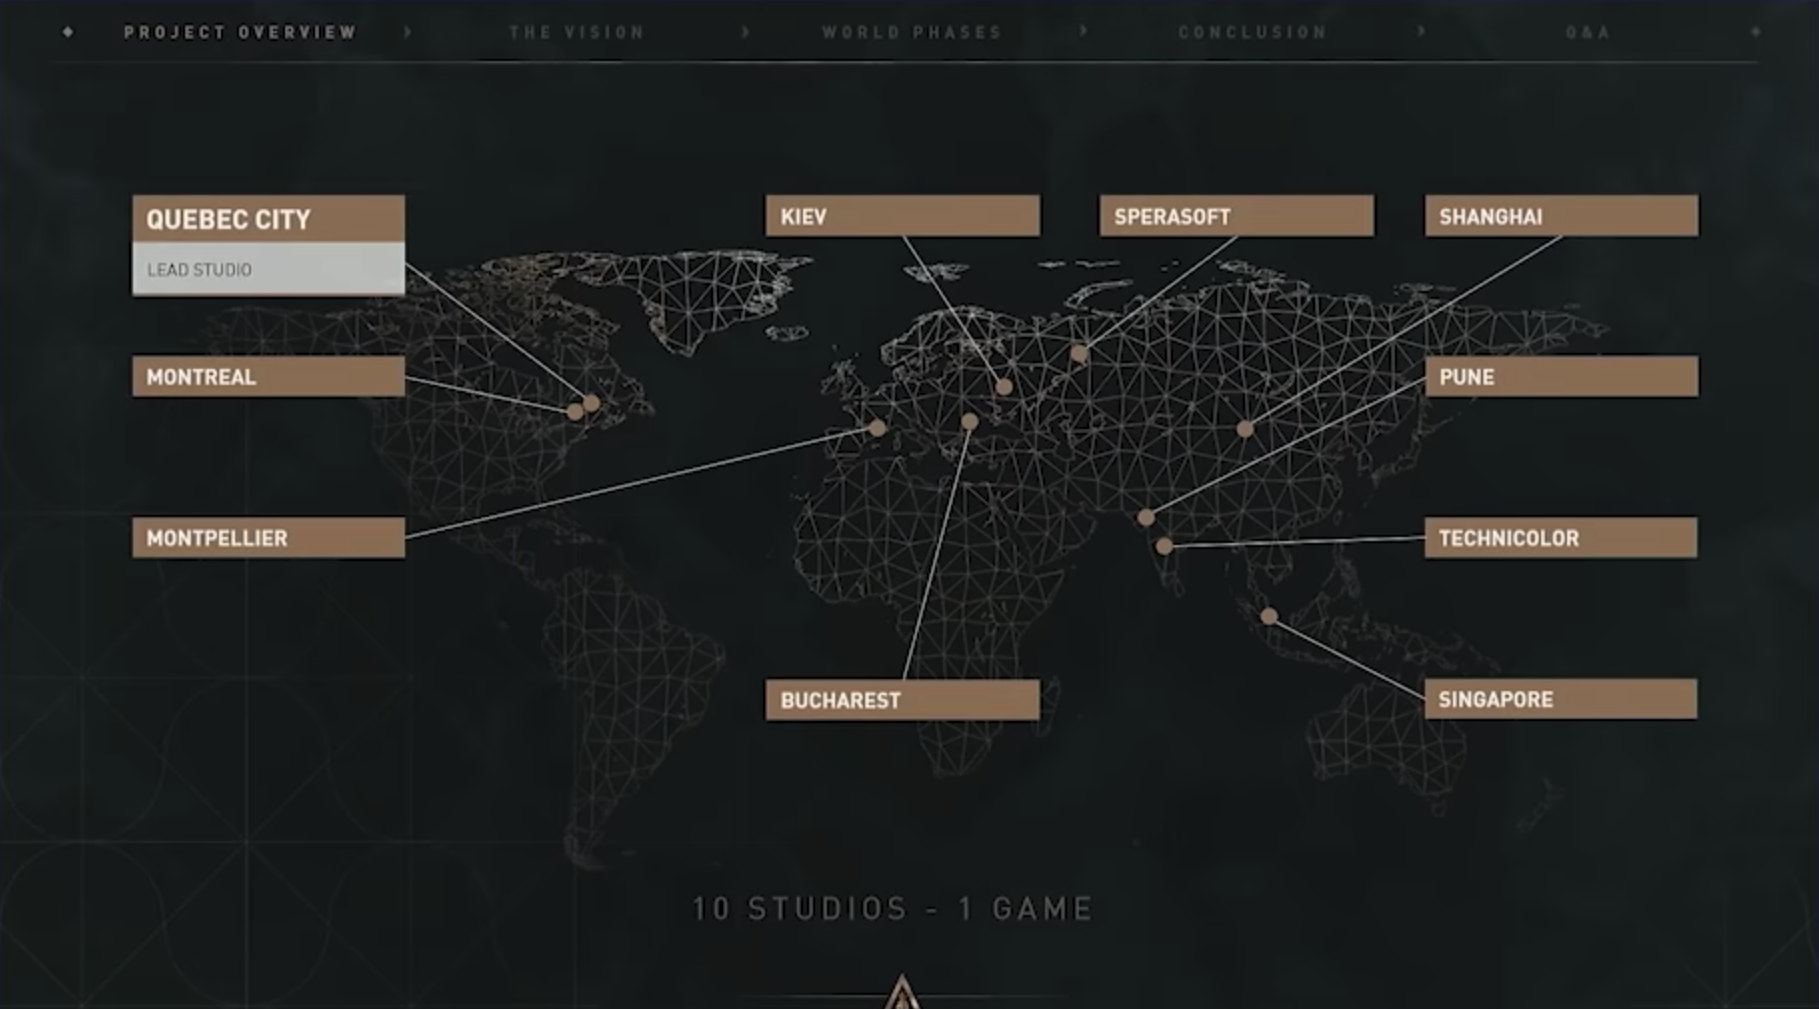 PROJECT OVERVIEW
THE VISION
WORLD PHASES
CONCLUSION
Q&A
QUEBEC CITY
LEAD STUDIO
KIEV
SPERASOFT
SHANGHAI
MONTREAL
PUNE
MONTPELLIER
TECHNICOLOR
BUCHAREST
SINGAPORE
10 STUDIOS - 1 GAME